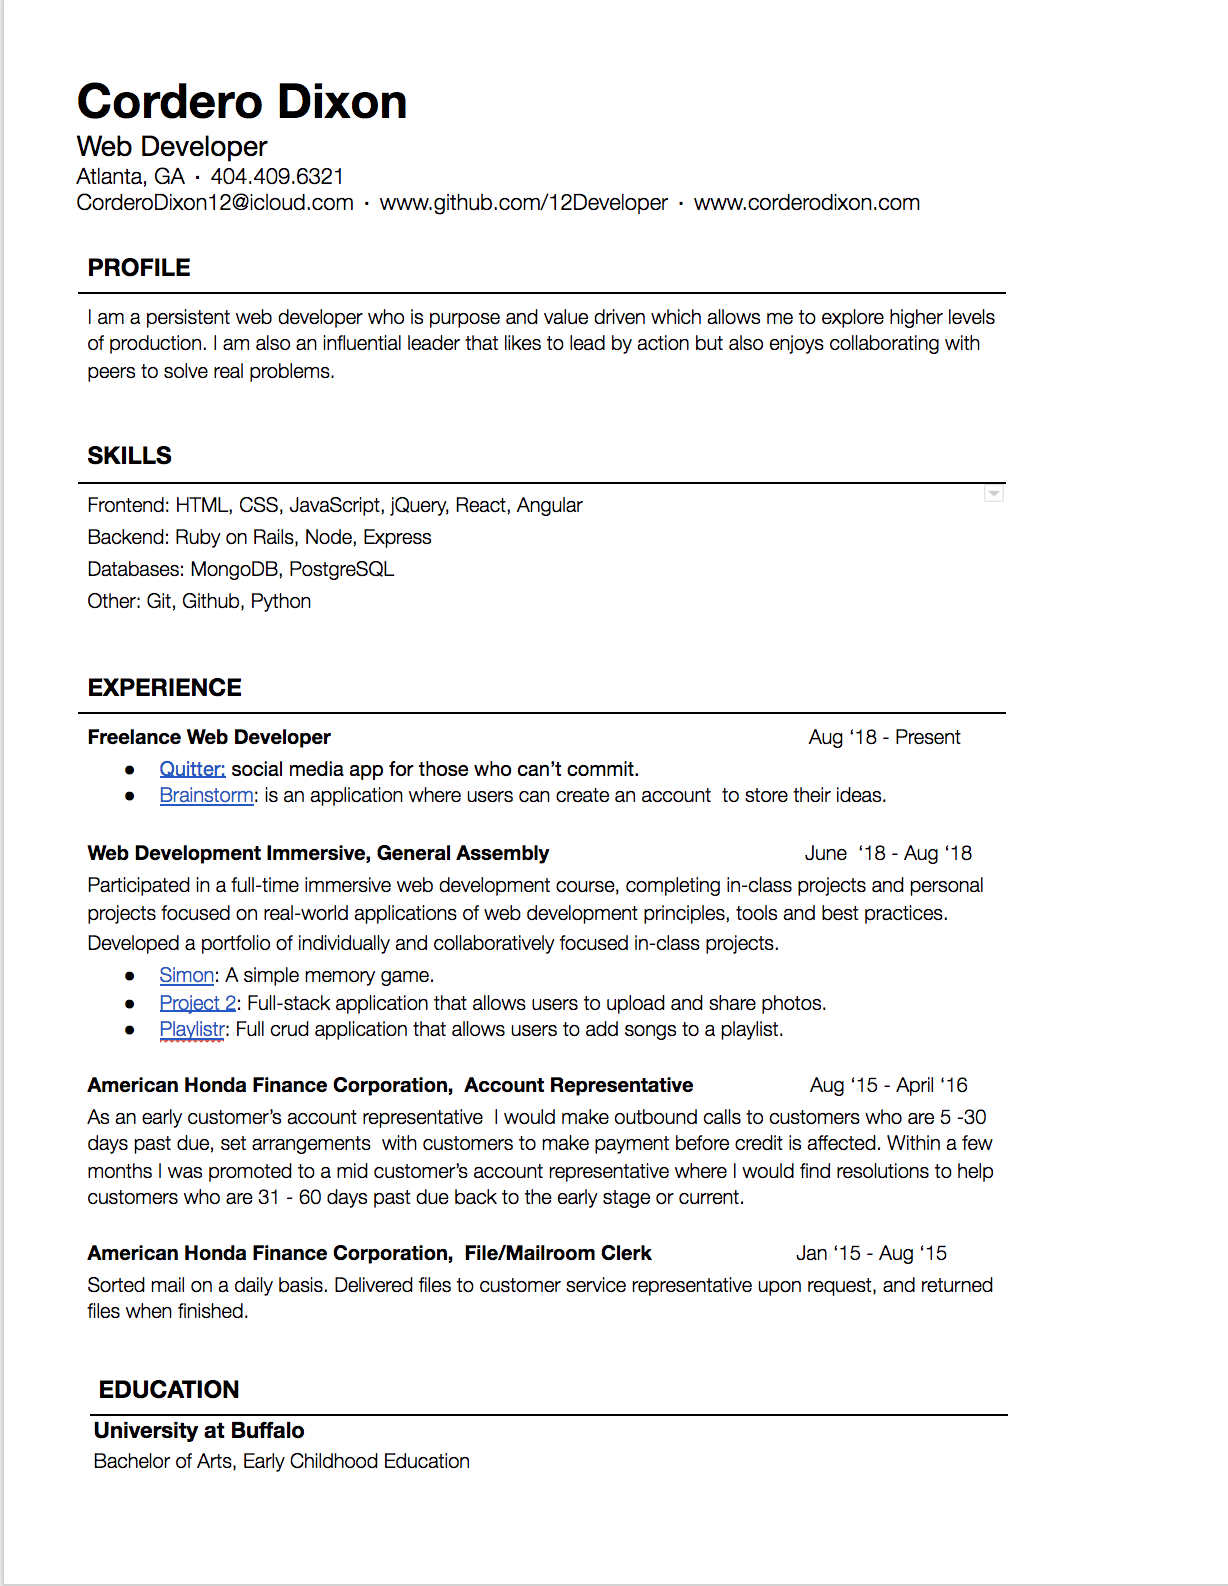 Cordero Dixon
Web Developer
Atlanta, GA · 404.409.6321
CorderoDixon12@icloud.com · www.github.com/12Developer · www.corderodixon.com
PROFILE
I am a persistent web developer who is purpose and value driven which allows me to explore higher levels
of production. I am also an influential leader that likes to lead by action but also enjoys collaborating with
peers to solve real problems.
SKILLS
Frontend: HTML, CSS, JavaScript, jQuery, React, Angular
Backend: Ruby on Rails, Node, Express
Databases: MongoDB, PostgreSQL
Other: Git, Github, Python
EXPERIENCE
Freelance Web Developer Aug ‘18 - Present
● Quitter: social media app for those who can’t commit.
● Brainstorm: is an application where users can create an account  to store their ideas.
Web Development Immersive, General Assembly June  ‘18 - Aug ‘18
Participated in a full-time immersive web development course, completing in-class projects and personal
projects focused on real-world applications of web development principles, tools and best practices.
Developed a portfolio of individually and collaboratively focused in-class projects.
● Simon: A simple memory game.
● Project 2: Full-stack application that allows users to upload and share photos.
● Playlistr: Full crud application that allows users to add songs to a playlist.
American Honda Finance Corporation,  Account Representative Aug ‘15 - April ‘16
As an early customer’s account representative  I would make outbound calls to customers who are 5 -30
days past due, set arrangements  with customers to make payment before credit is affected. Within a few
months I was promoted to a mid customer’s account representative where I would find resolutions to help
customers who are 31 - 60 days past due back to the early stage or current.
American Honda Finance Corporation,  File/Mailroom Clerk Jan ‘15 - Aug ‘15
Sorted mail on a daily basis. Delivered files to customer service representative upon request, and returned
files when finished.
EDUCATION
University at Buffalo
Bachelor of Arts, Early Childhood Education